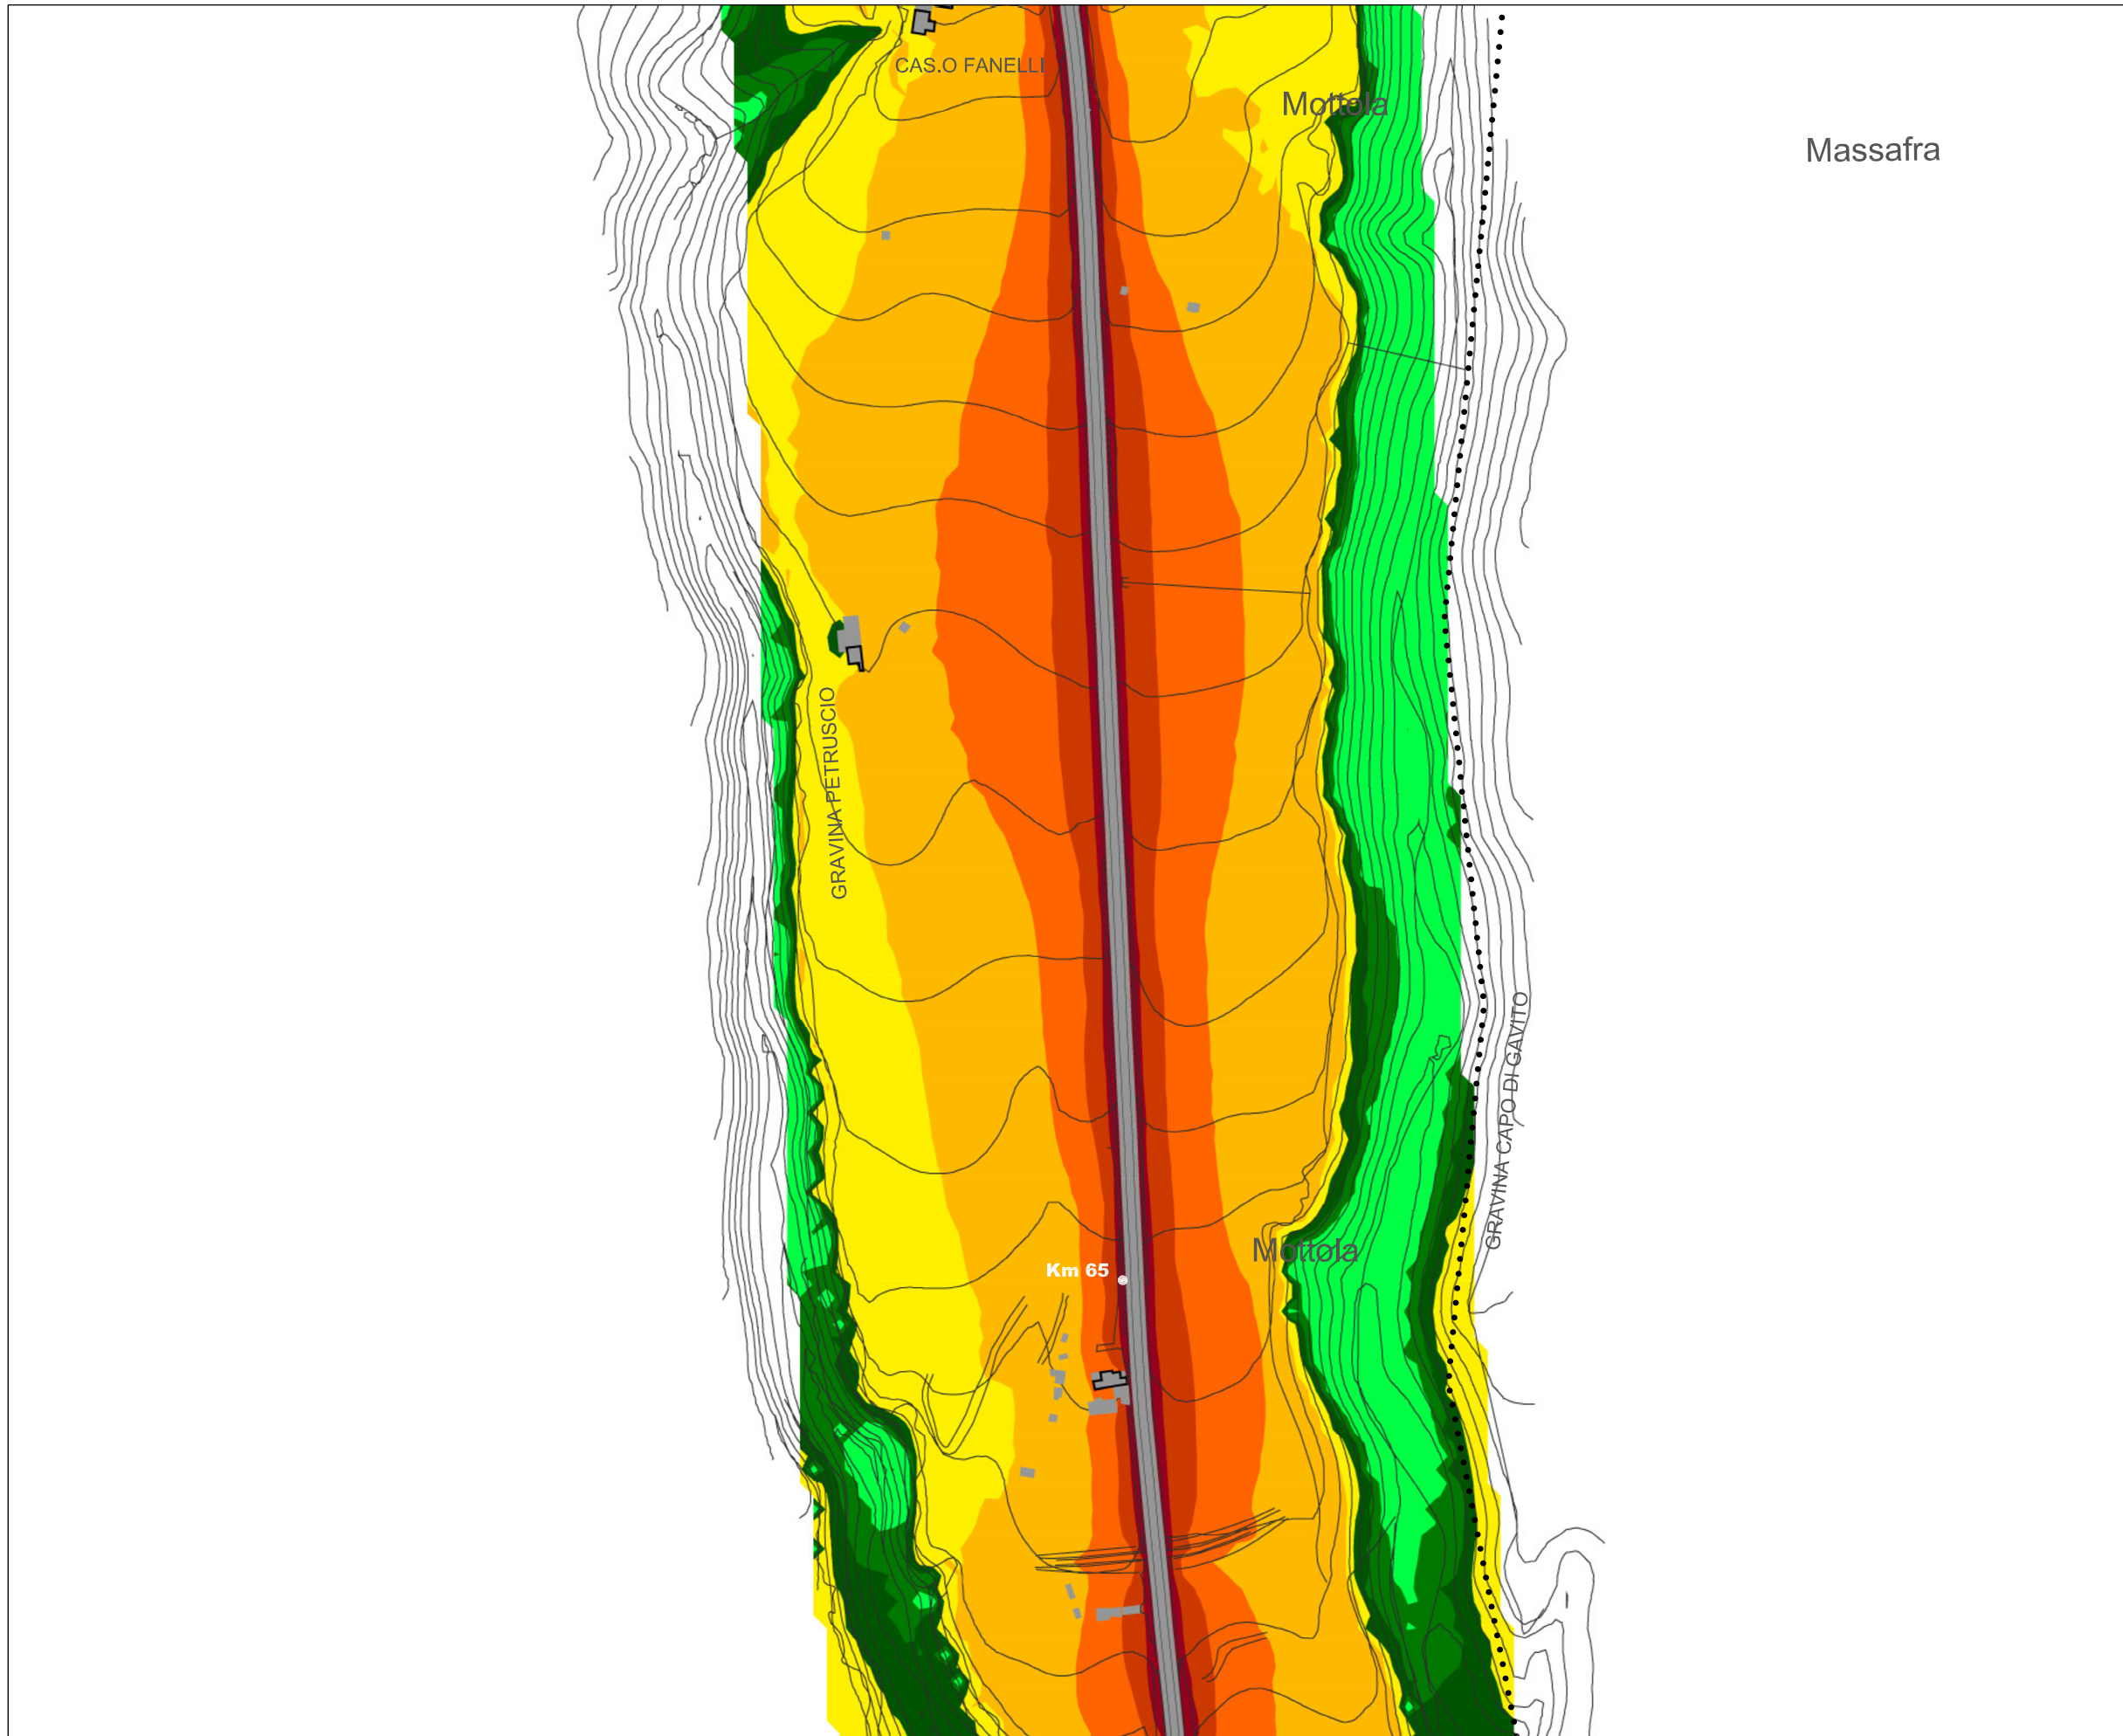 CAS.O FANELLI
Mottola
Massafra
GRAVINA PETRUSCIO
GRAVINA CAPO DI GAVITO
Mottola
Km 65